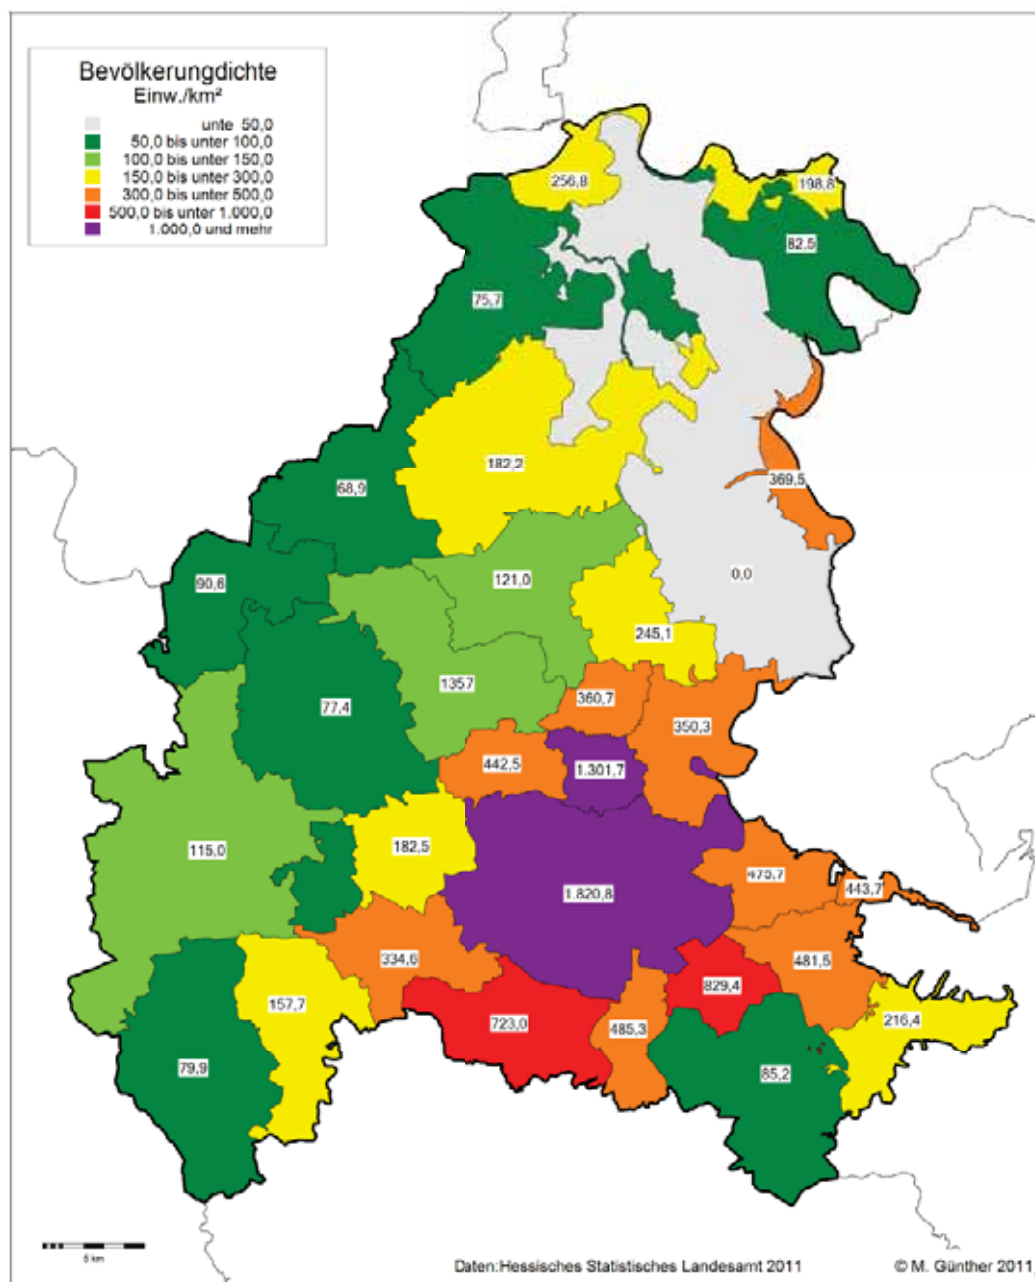 Bevölkerungdichte
Einw./km²
unte 50,0
50,0 bis unter 100,0
100,0 bis unter 150,0
150,0 bis unter 300,0
300,0 bis unter 500,0
500,0 bis unter 1.000,0
1.000,0 und mehr
256,8
198,8
82,5
75,7
182,2
369,5
68,9
0,0
90,6
121,0
245,1
1357
360,7
77,4
350,3
442,5
1.301,7
182,5
115,0
475,7
443,7
1.820,8
334,6
481,5
829,4
157,7
723,0
216,4
485,3
79,9
85,2
5 km
Daten:Hessisches Statistisches Landesamt 2011
© M. Günther 2011